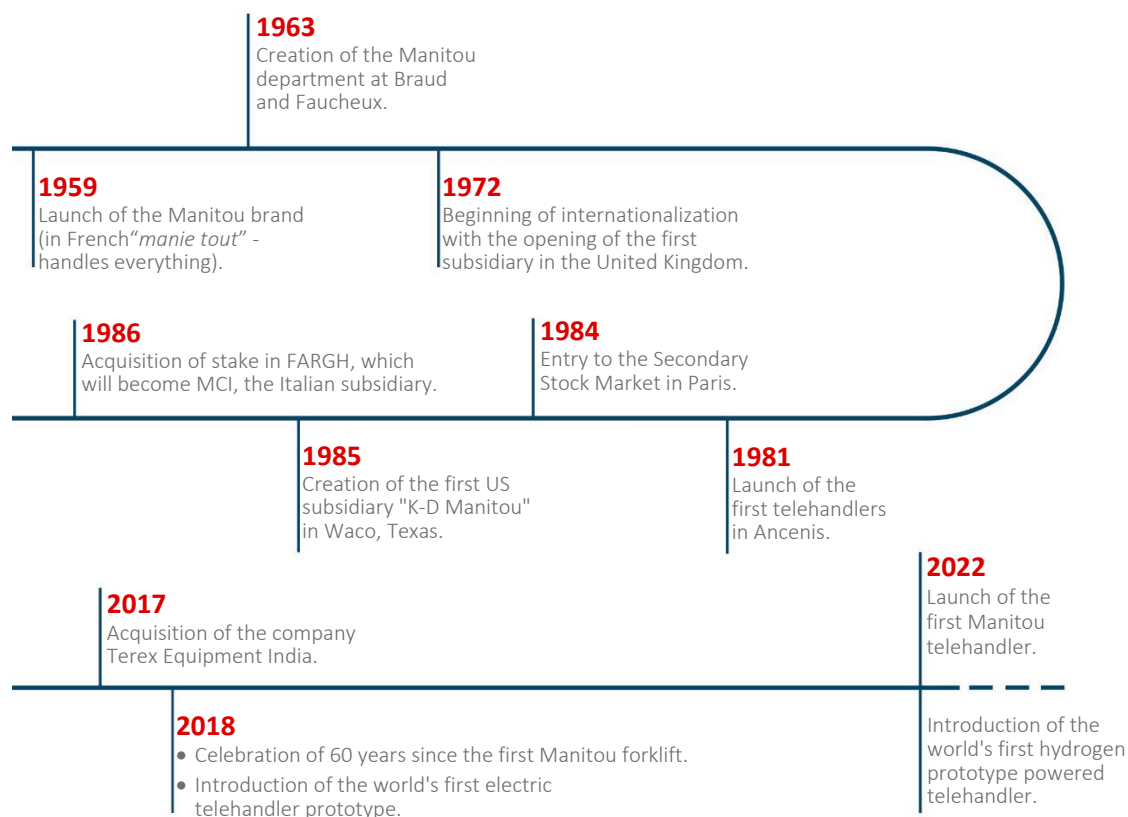 1963
Creation of the Manitou
department at Braud
and Faucheux.
1959
Launch of the Manitou brand
(in French“manie tout” -
handles everything).
1972
Beginning of internationalization
with the opening of the first
subsidiary in the United Kingdom.
1986
Acquisition of stake in FARGH, which
will become MCI, the Italian subsidiary.
1984
Entry to the Secondary
Stock Market in Paris.
1985
Creation of the first US
subsidiary "K-D Manitou"
in Waco, Texas.
1981
Launch of the
first telehandlers
in Ancenis.
2017
Acquisition of the company
Terex Equipment India.
2022
Launch of the
first Manitou
telehandler.
2018
• Celebration of 60 years since the first Manitou forklift.
• Introduction of the world's first electric
telehandler prototype.
Introduction of the
world's first hydrogen
prototype powered
telehandler.